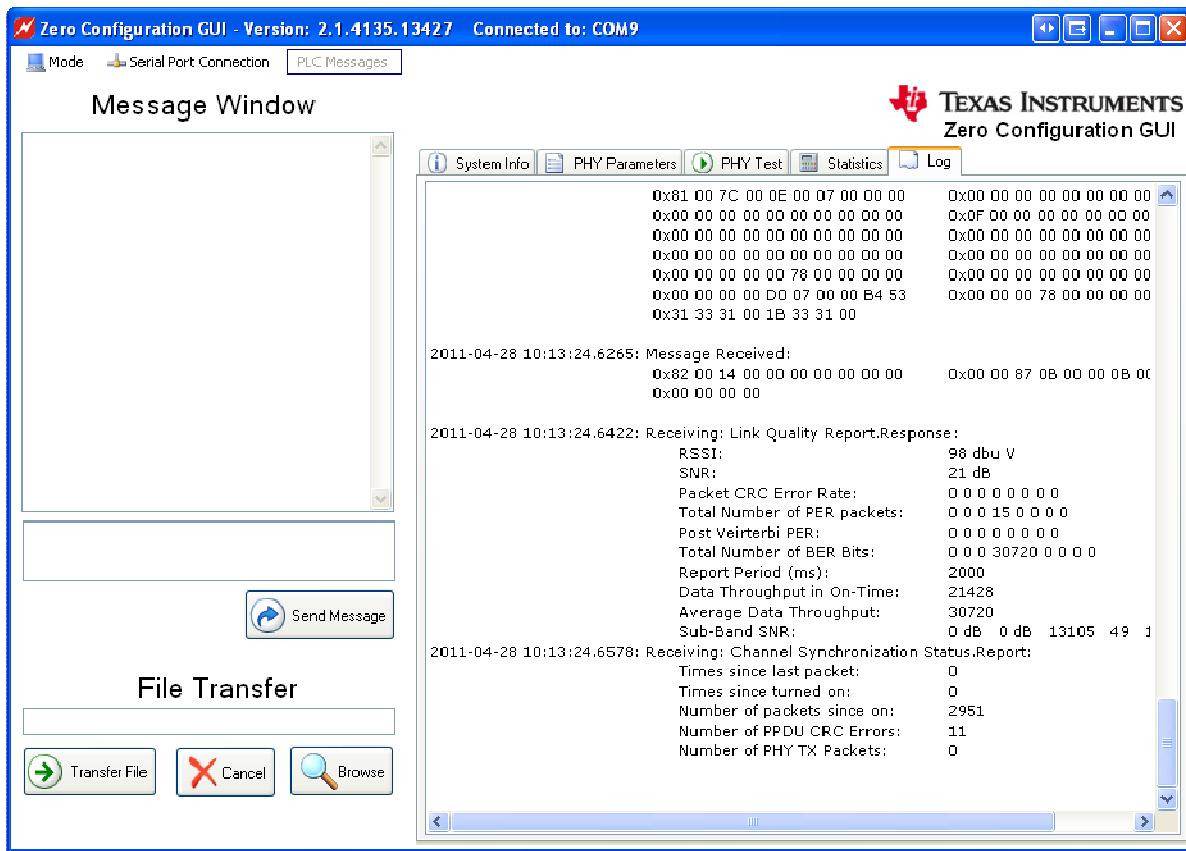 Zero Configuration GUI - Version: 2.1.4135.13427 Connected to: COM9
Mode Serial Port Connection PLC Messages
Message Window
TEXAS INSTRUMENTS
Zero Configuration GUI
System Info PHY Parameters PHY Test Statistics Log
0x81 00 7C 00 0E 00 07 00 00 00 0x00 00 00 00 00 00 00 00 00
0x00 00 00 00 00 00 00 00 00 00 0x0F 00 00 00 00 00 00 00 00
0x00 00 00 00 00 00 00 00 00 00 0x00 00 00 00 00 00 00 00 00
0x00 00 00 00 00 00 00 00 00 00 0x00 00 00 00 00 00 00 00 00
0x00 00 00 00 00 78 00 00 00 00 0x00 00 00 00 00 00 00 00 00
0x00 00 00 00 D0 07 00 00 B4 53 0x00 00 00 78 00 00 00 00 00
0x31 33 31 00 1B 33 31 00
2011-04-28 10:13:24.6265: Message Received:
0x82 00 14 00 00 00 00 00 00 00 0x00 00 87 0B 00 00 0B 00
0x00 00 00 00
2011-04-28 10:13:24.6422: Receiving: Link Quality Report.Response:
RSSI: 98 dbu V
SNR: 21 dB
Packet CRC Error Rate: 0 0 0 0 0 0 0 0
Total Number of PER packets: 0 0 0 15 0 0 0 0
Post Veirterbi PER: 0 0 0 0 0 0 0 0
Total Number of BER Bits: 0 0 0 30720 0 0 0 0
Report Period (ms): 2000
Data Throughput in On-Time: 21428
Average Data Throughput: 30720
Sub-Band SNR: 0 dB 0 dB 13105 49 1
2011-04-28 10:13:24.6578: Receiving: Channel Synchronization Status.Report:
Times since last packet: 0
Times since turned on: 0
Number of packets since on: 2951
Number of PPDU CRC Errors: 11
Number of PHY TX Packets: 0
Send Message
File Transfer
Transfer File Cancel Browse